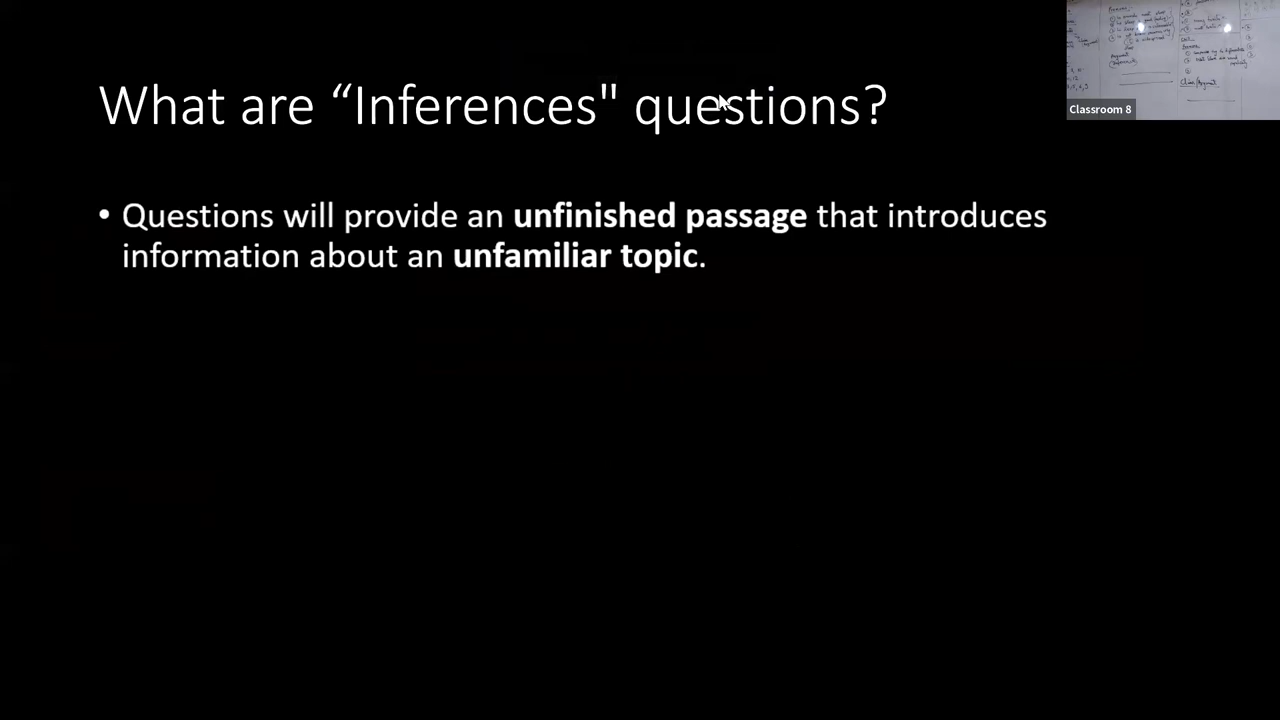 What are “Inferences" questions?
• Questions will provide an unfinished passage that introduces
information about an unfamiliar topic.
Classroom 8